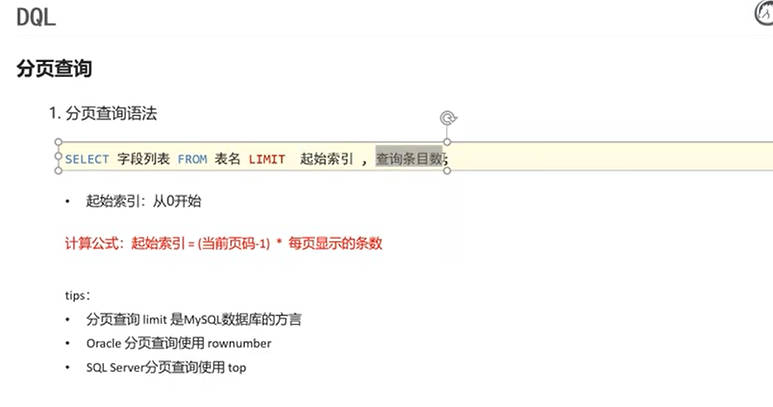 DQL
分页查询
1. 分页查询语法
SELECT 字段列表 FROM 表名 LIMIT 起始索引 , 查询条目数;
• 起始索引：从0开始
计算公式：起始索引 = (当前页码-1) * 每页显示的条数
tips：
• 分页查询 limit 是MySQL数据库的方言
• Oracle 分页查询使用 rownumber
• SQL Server分页查询使用 top